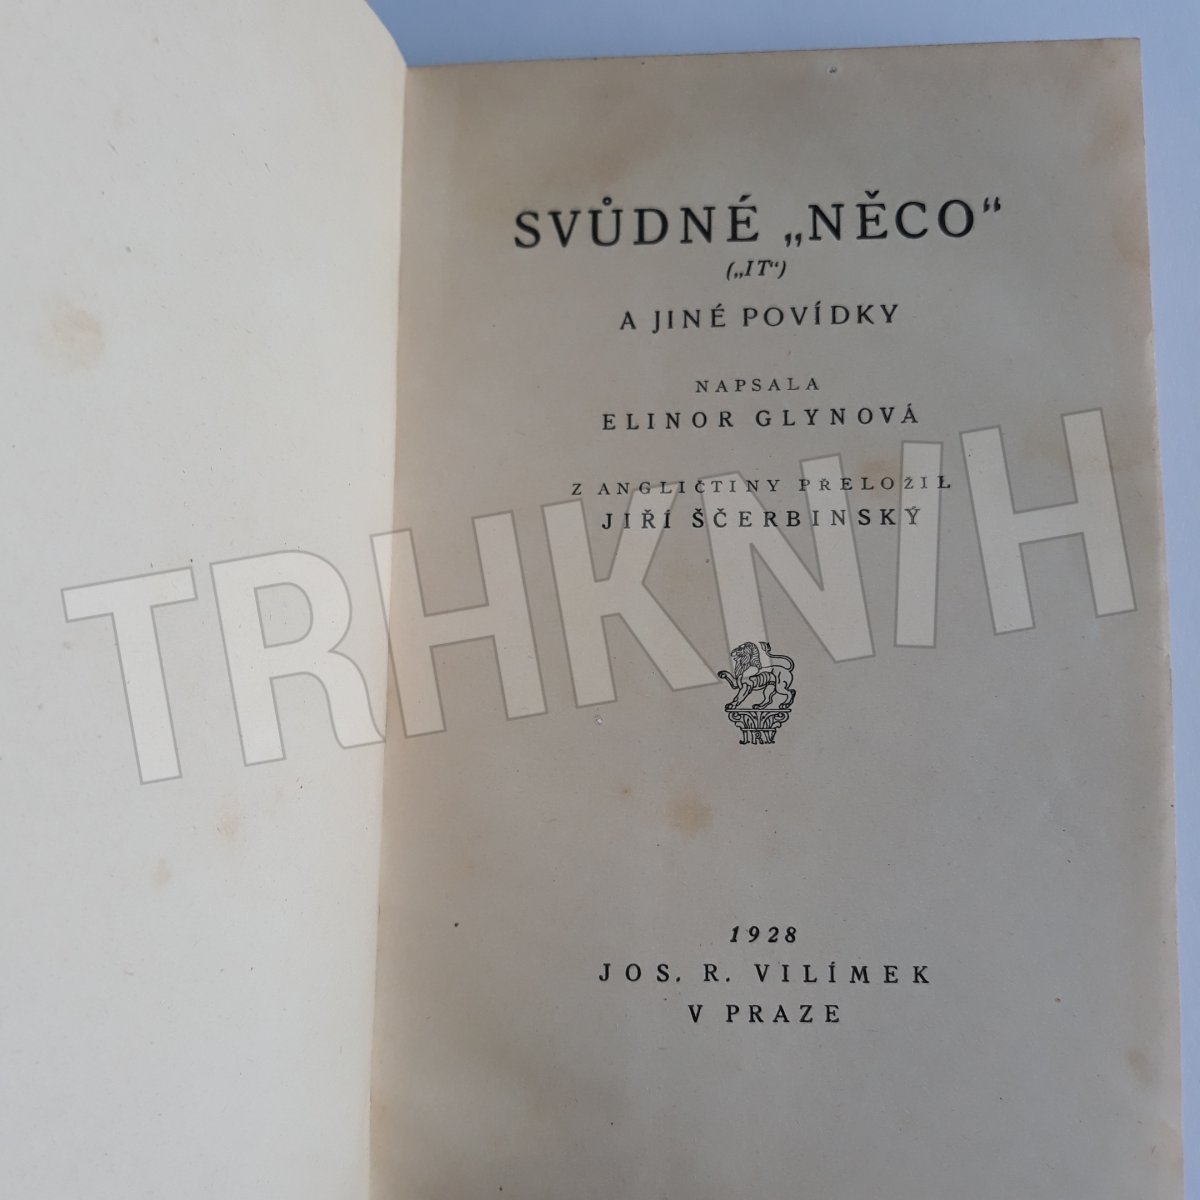 SVŮDNÉ „NĚCO“
(„IT“)
A JINÉ POVÍDKY
NAPSALA
ELINOR GLYNOVÁ
Z ANGLIČTINY PŘELOŽIL
JIŘÍ ŠČERBINSKÝ
TRHKNIH
JRV
1928
JOS. R. VILÍMEK
V PRAZE